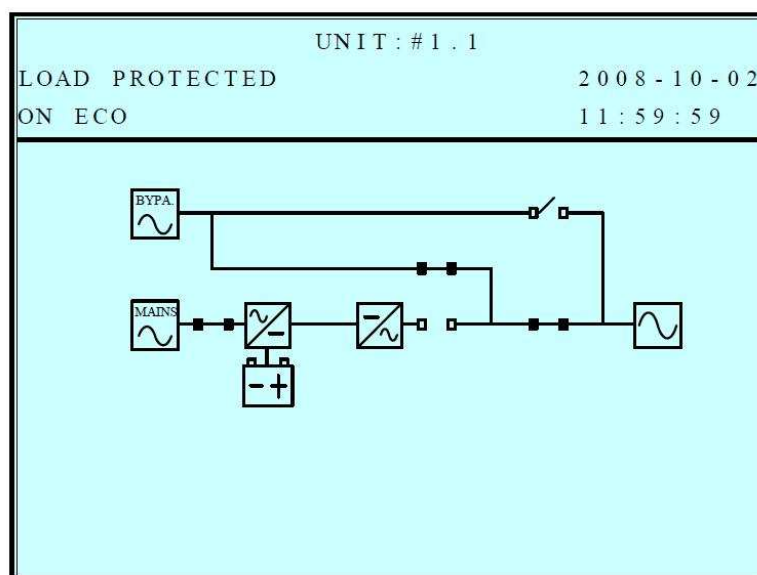 UNIT:#1.1
LOAD PROTECTED 2008-10-02
ON ECO 11:59:59
BYPA.
MAINS